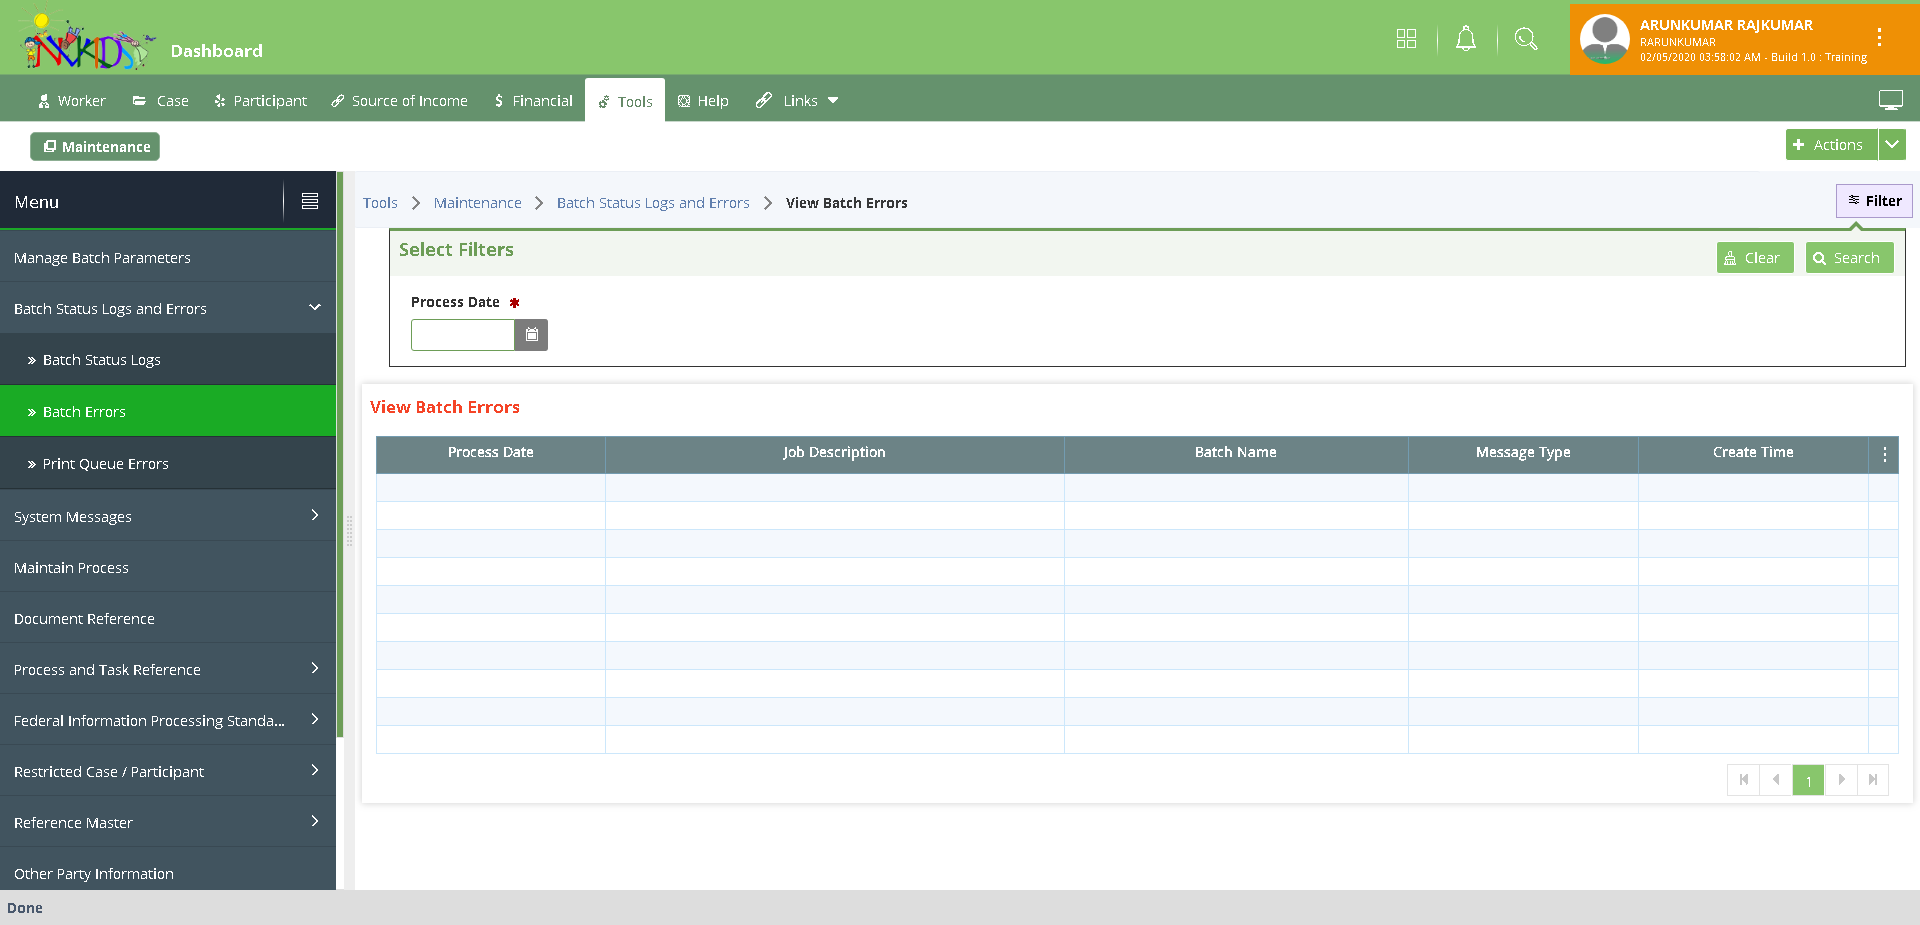 NVKIDS
Dashboard
ARUNKUMAR RAJKUMAR
RARUNKUMAR
02/05/2020 03:58:02 AM - Build 1.0 : Training
Worker
Case
Participant
Source of Income
$ Financial
Tools
Help
Links
Maintenance
+ Actions
Menu
Tools > Maintenance > Batch Status Logs and Errors > View Batch Errors
Filter
Manage Batch Parameters
Batch Status Logs and Errors
» Batch Status Logs
» Batch Errors
» Print Queue Errors
System Messages
Maintain Process
Document Reference
Process and Task Reference
Federal Information Processing Standa...
Restricted Case / Participant
Reference Master
Other Party Information
Select Filters
Clear
Search
Process Date *
View Batch Errors
Process Date Job Description Batch Name Message Type Create Time
1
Done